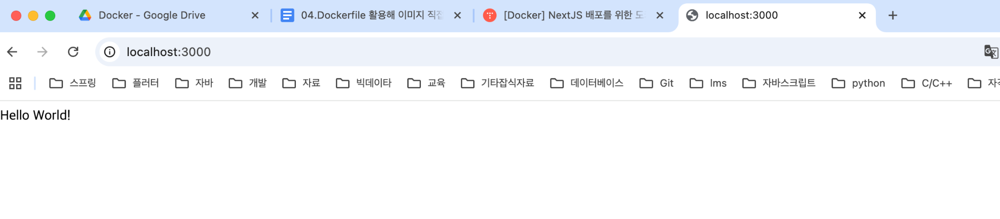 Docker - Google Drive
04.Dockerfile 활용해 이미지 직접
[Docker] NextJS 배포를 위한
localhost:3000
localhost:3000
스프링 플러터 자바 개발 자료 빅데이타 교육 기타잡식자료 데이터베이스 Git lms 자바스크립트 python C/C++
Hello World!